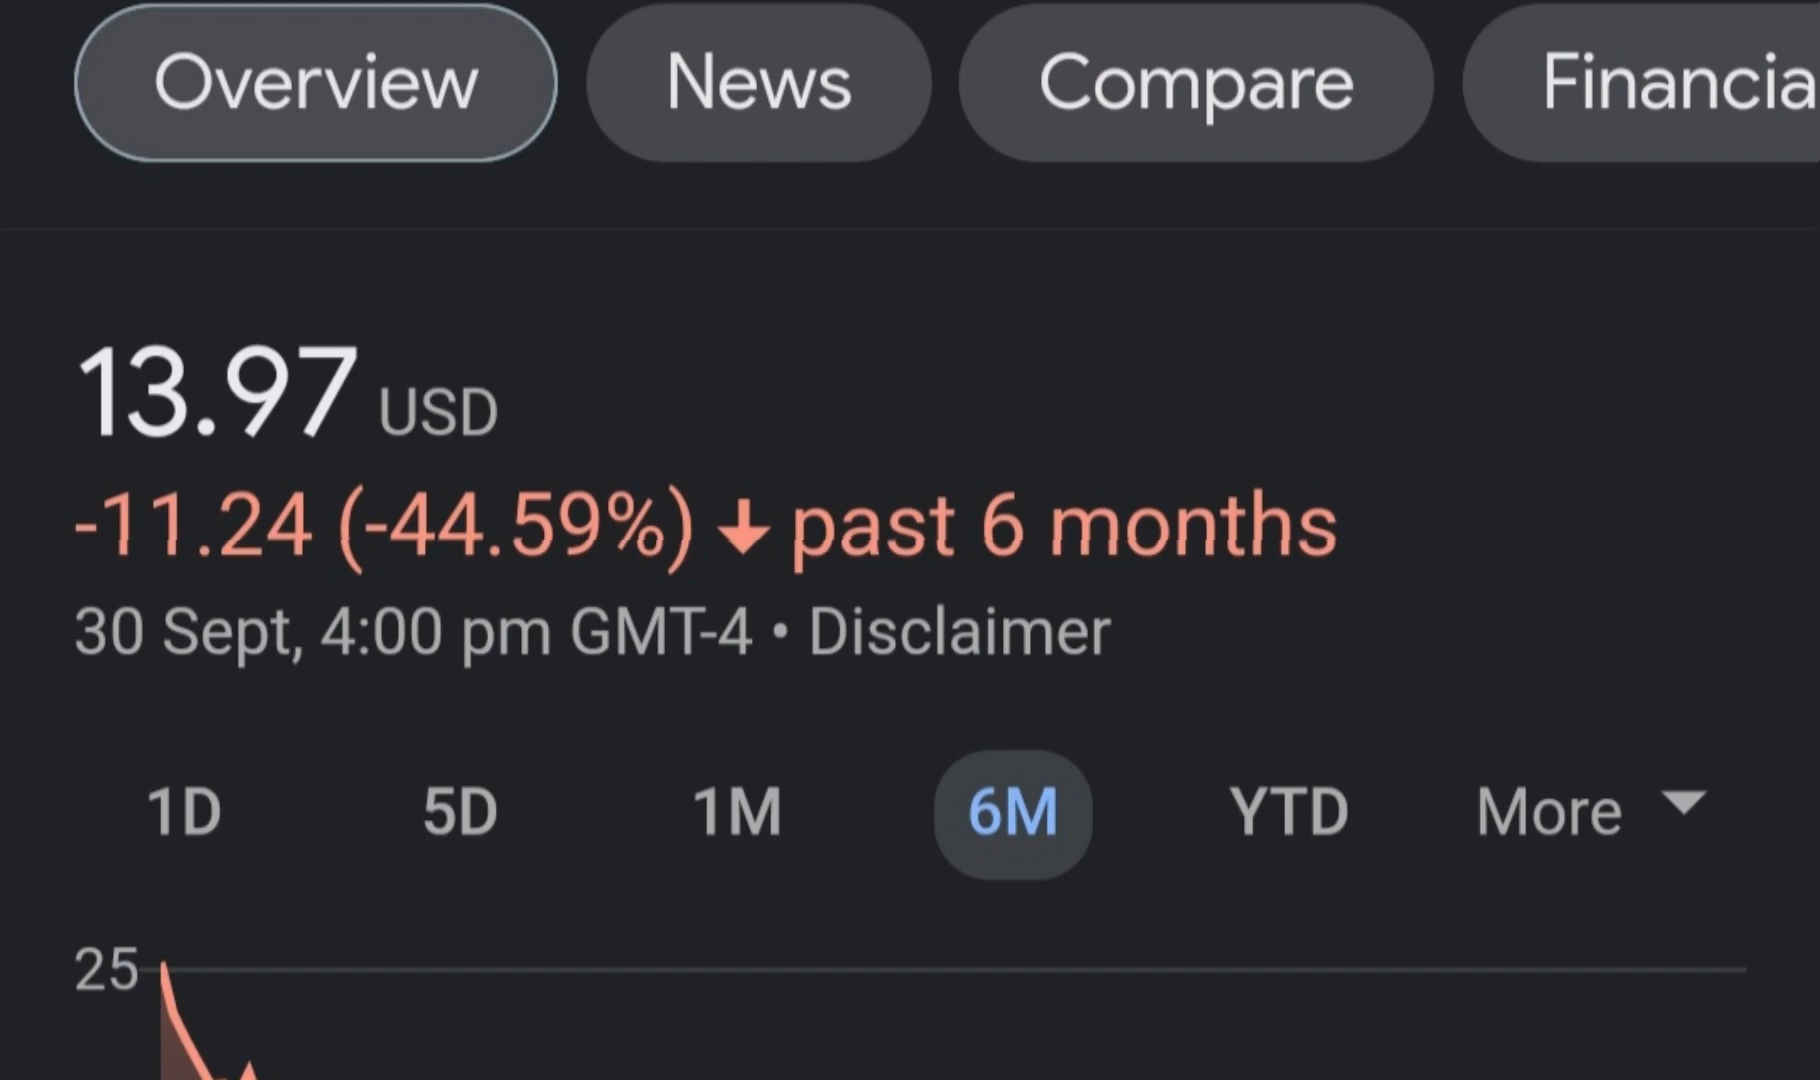 Overview News Compare Financia
13.97 USD
-11.24 (-44.59%) ↓ past 6 months
30 Sept, 4:00 pm GMT-4 • Disclaimer
1D 5D 1M 6M YTD More
25